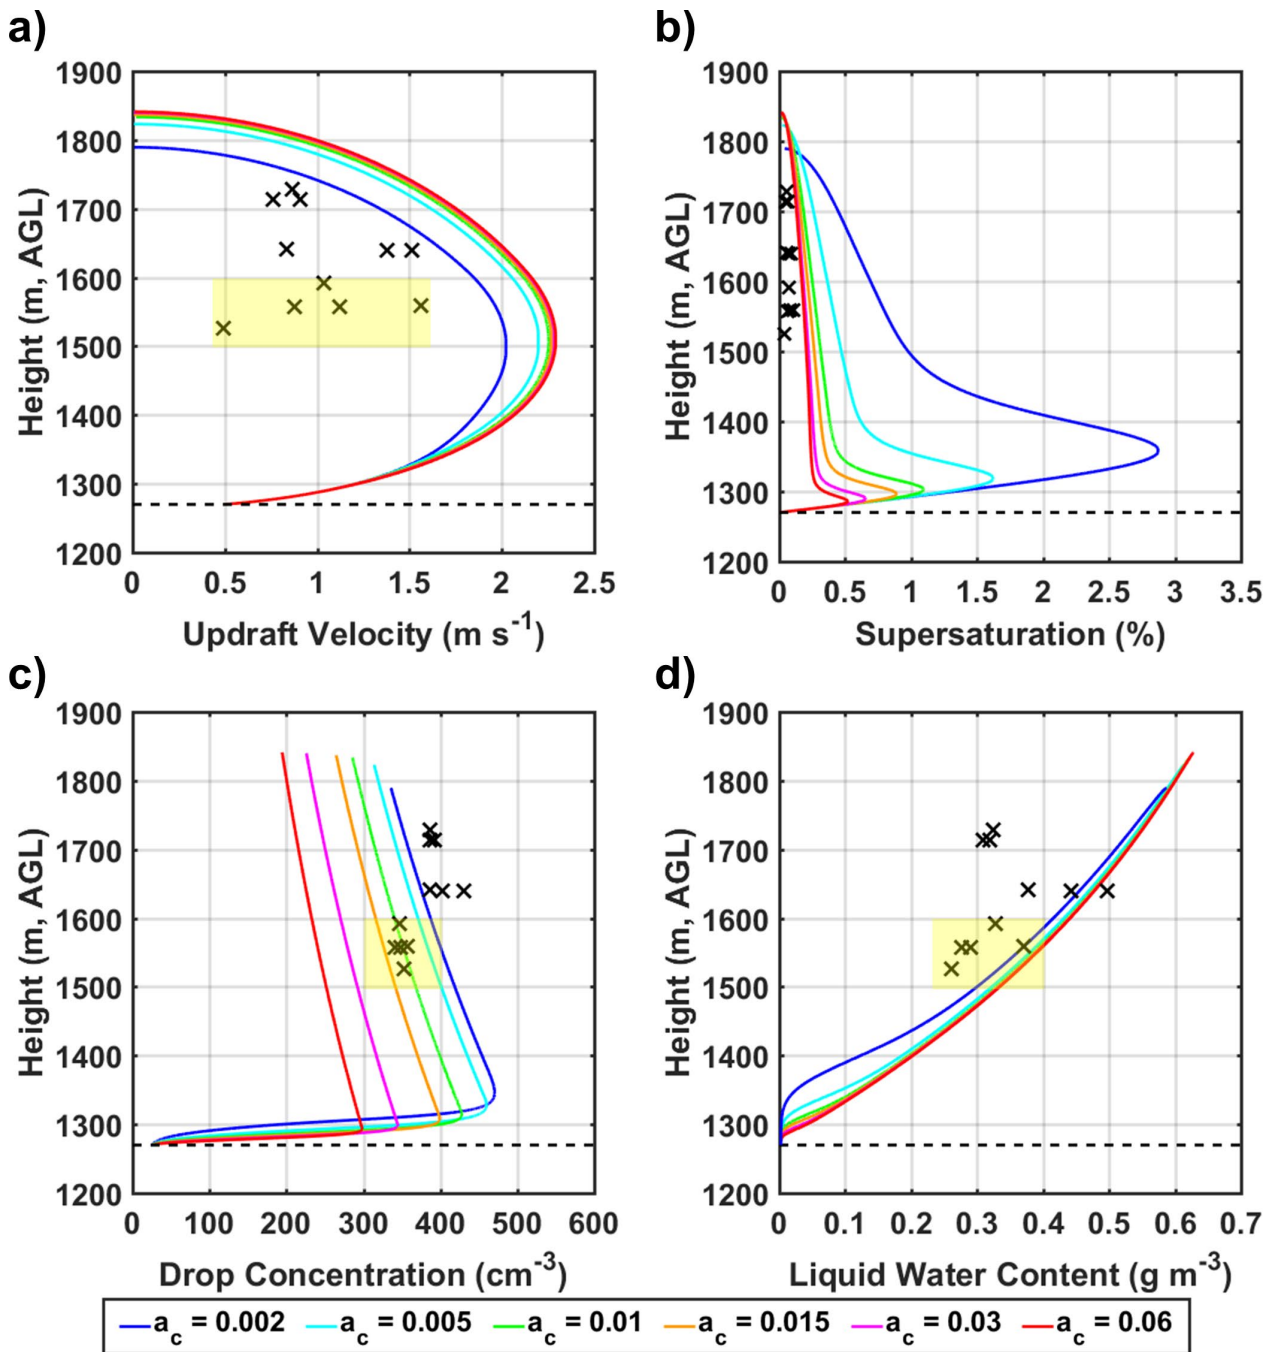 a)
1900
1800
1700
1600
1500
1400
1300
1200
Height (m, AGL)
0 0.5 1 1.5 2 2.5
Updraft Velocity (m s-1)
b)
1900
1800
1700
1600
1500
1400
1300
1200
Height (m, AGL)
0 0.5 1 1.5 2 2.5 3 3.5
Supersaturation (%)
c)
1900
1800
1700
1600
1500
1400
1300
1200
Height (m, AGL)
0 100 200 300 400 500 600
Drop Concentration (cm-3)
d)
1900
1800
1700
1600
1500
1400
1300
1200
Height (m, AGL)
0 0.1 0.2 0.3 0.4 0.5 0.6 0.7
Liquid Water Content (g m-3)
ac = 0.002 ac = 0.005 ac = 0.01 ac = 0.015 ac = 0.03 ac = 0.06